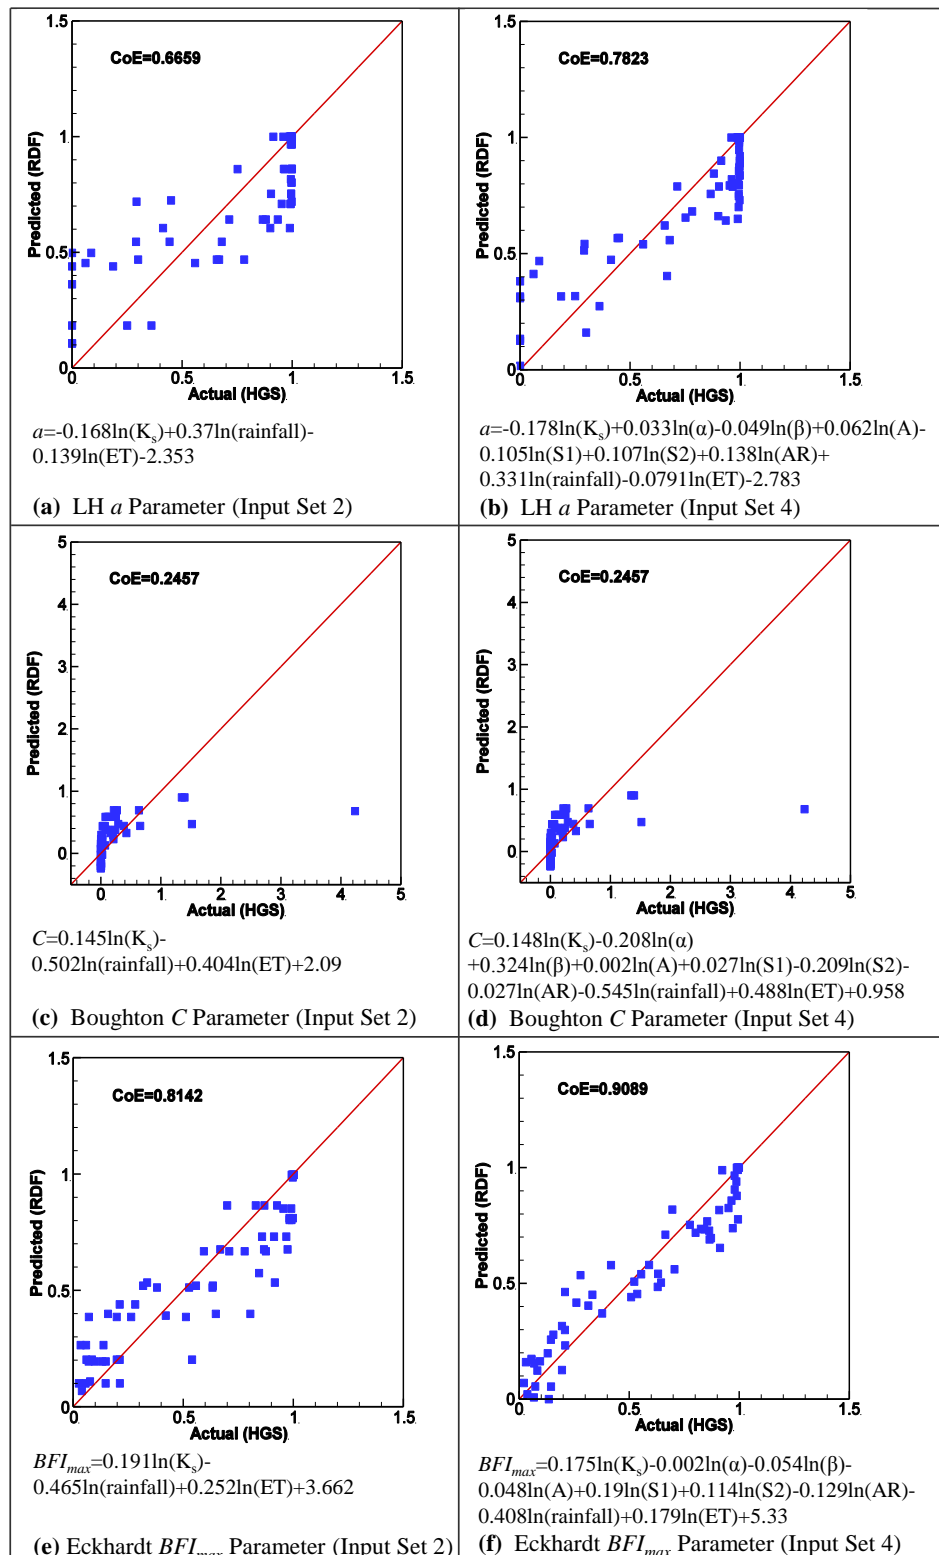 1.5
CoE=0.6659
1
Predicted (RDF)
0.5
0
0
0.5
1
1.5
Actual (HGS)
a=-0.168ln(Ks)+0.37ln(rainfall)-
0.139ln(ET)-2.353
(a) LH a Parameter (Input Set 2)
1.5
CoE=0.7823
1
Predicted (RDF)
0.5
0
0
0.5
1
1.5
Actual (HGS)
a=-0.178ln(Ks)+0.033ln(α)-0.049ln(β)+0.062ln(A)-
0.105ln(S1)+0.107ln(S2)+0.138ln(AR)+
0.331ln(rainfall)-0.0791ln(ET)-2.783
(b) LH a Parameter (Input Set 4)
5
CoE=0.2457
4
3
Predicted (RDF)
2
1
0
0
1
2
3
4
5
Actual (HGS)
C=0.145ln(Ks)-
0.502ln(rainfall)+0.404ln(ET)+2.09
(c) Boughton C Parameter (Input Set 2)
5
CoE=0.2457
4
3
Predicted (RDF)
2
1
0
0
1
2
3
4
5
Actual (HGS)
C=0.148ln(Ks)-0.208ln(α)
+0.324ln(β)+0.002ln(A)+0.027ln(S1)-0.209ln(S2)-
0.027ln(AR)-0.545ln(rainfall)+0.488ln(ET)+0.958
(d) Boughton C Parameter (Input Set 4)
1.5
CoE=0.8142
1
Predicted (RDF)
0.5
0
0
0.5
1
1.5
Actual (HGS)
BFImax=0.191ln(Ks)-
0.465ln(rainfall)+0.252ln(ET)+3.662
(e) Eckhardt BFImax Parameter (Input Set 2)
1.5
CoE=0.9089
1
Predicted (RDF)
0.5
0
0
0.5
1
1.5
Actual (HGS)
BFImax=0.175ln(Ks)-0.002ln(α)-0.054ln(β)-
0.048ln(A)+0.19ln(S1)+0.114ln(S2)-0.129ln(AR)-
0.408ln(rainfall)+0.179ln(ET)+5.33
(f) Eckhardt BFImax Parameter (Input Set 4)